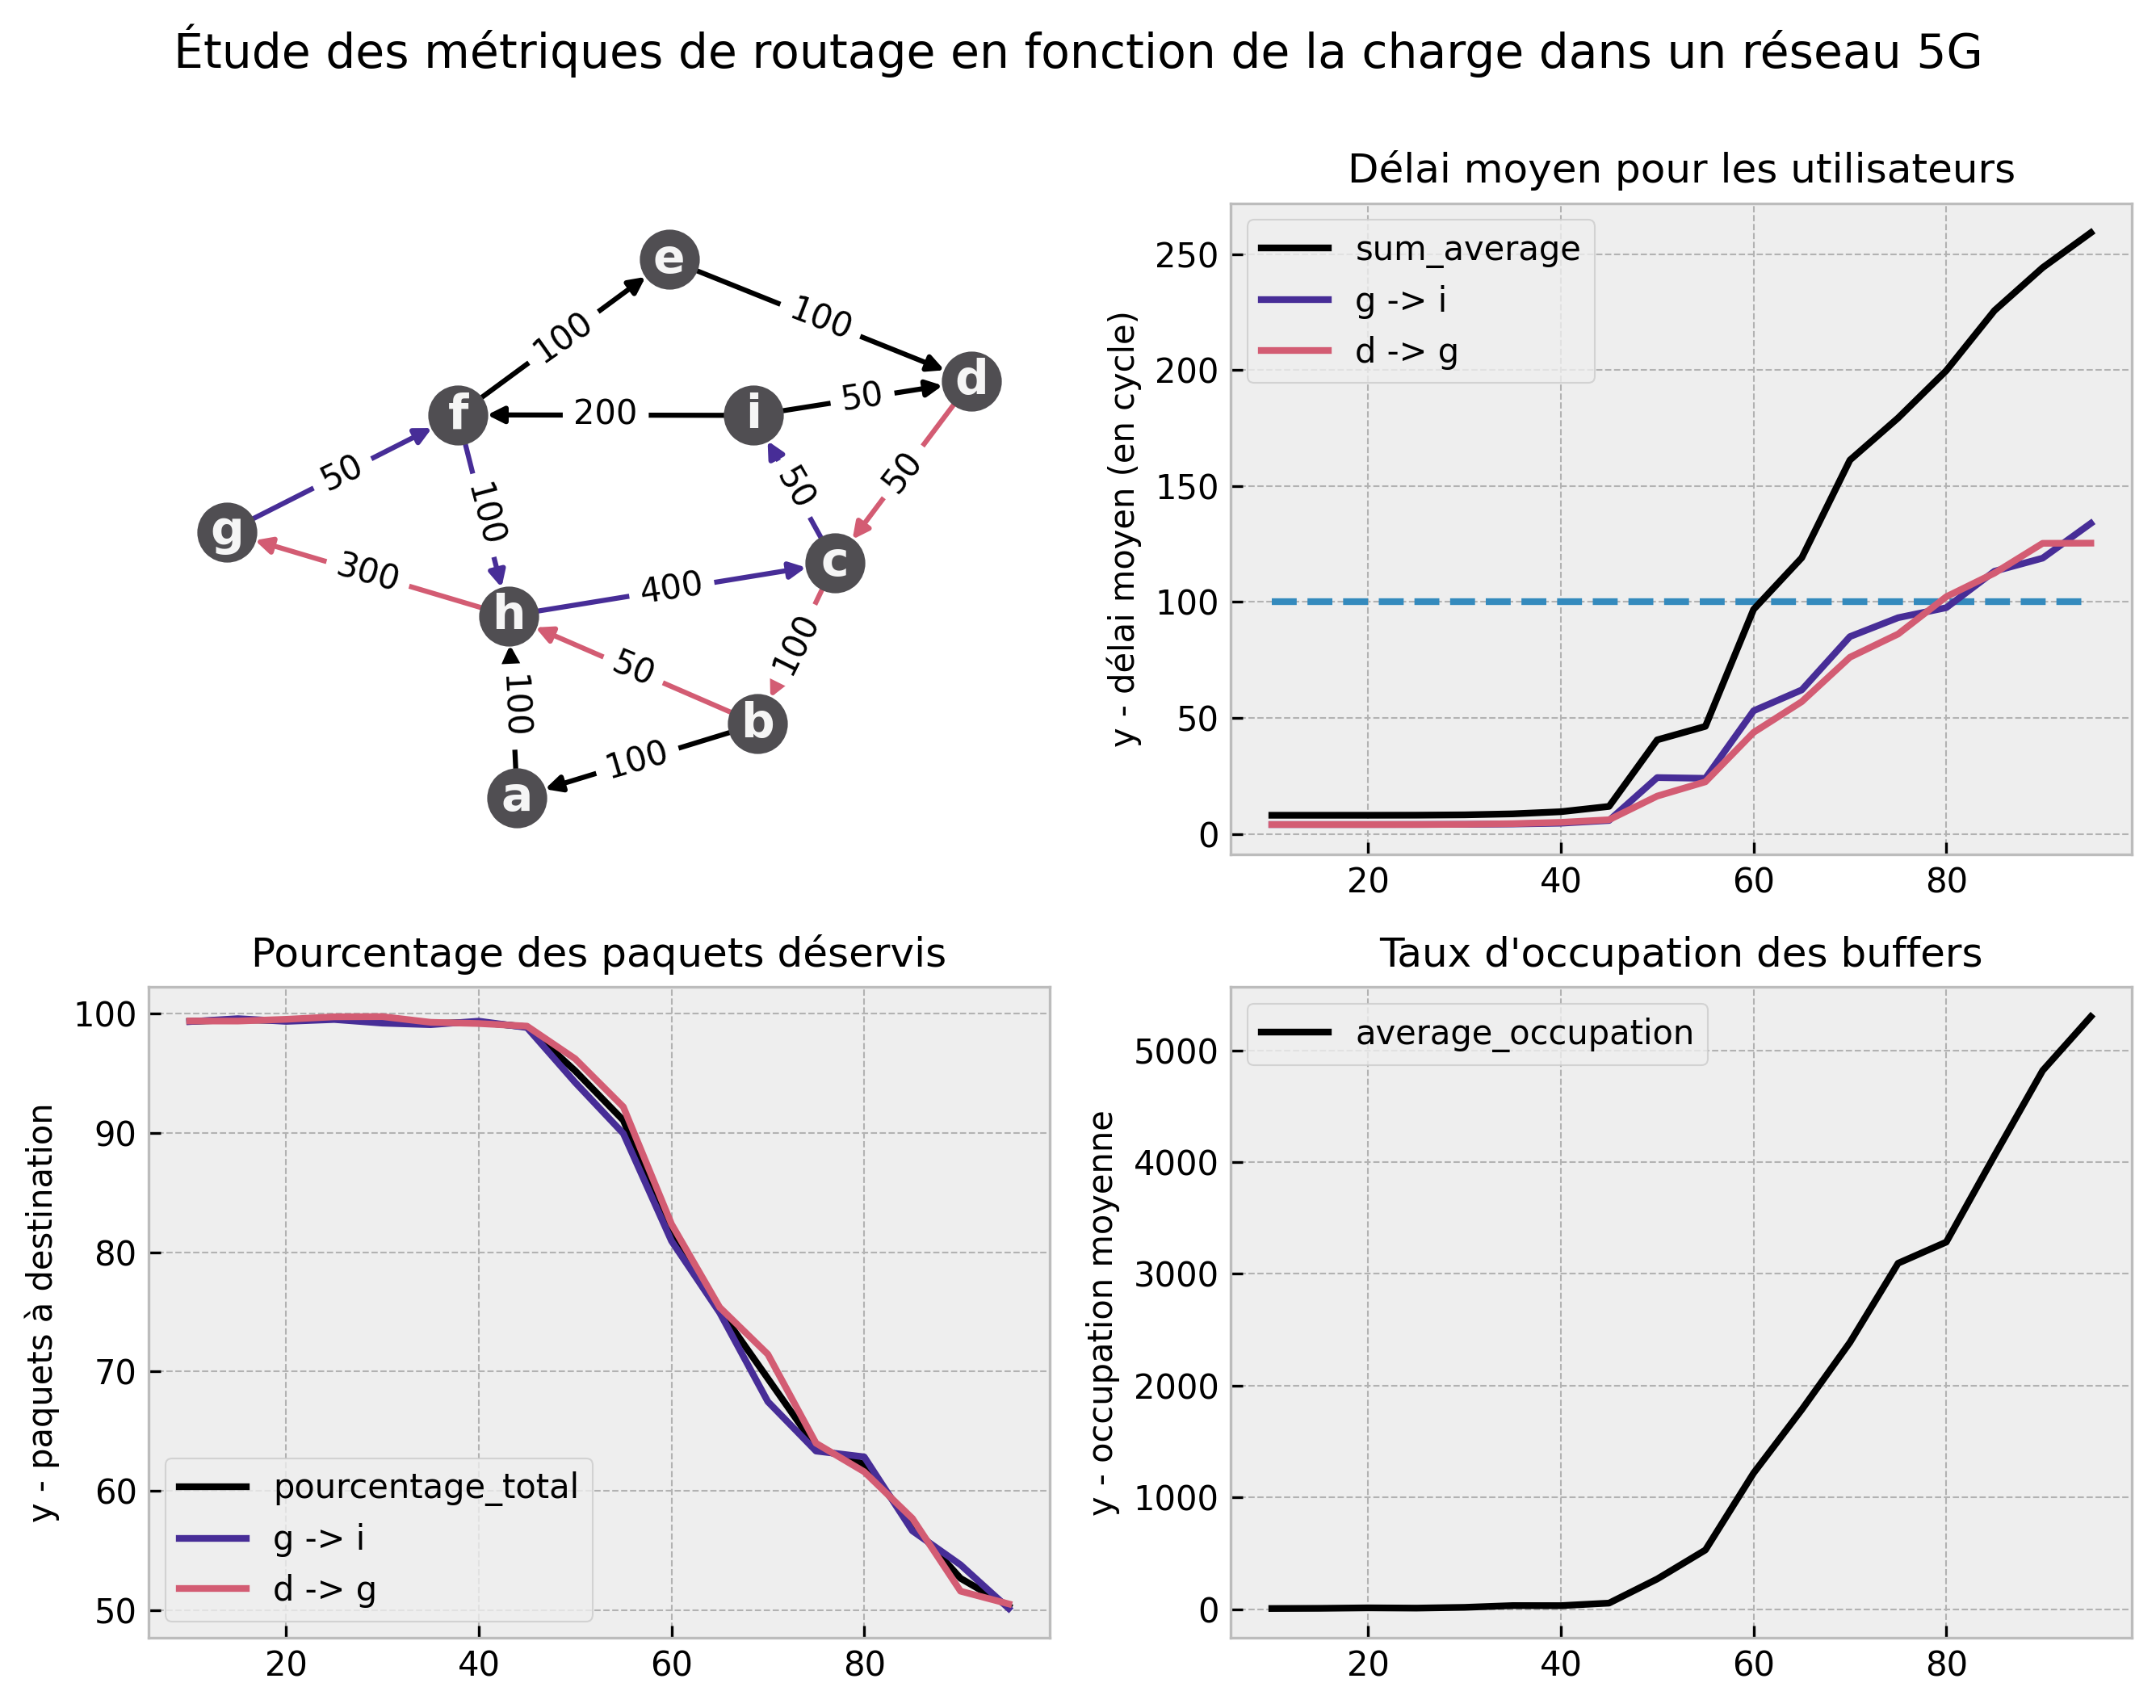 Étude des métriques de routage en fonction de la charge dans un réseau 5G
e
100
100
d
f
200
i
50
50
100
50
50
g
300
h
400
c
50
100
100
b
100
a
Délai moyen pour les utilisateurs
sum_average
g -> i
d -> g
y - délai moyen (en cycle)
250
200
150
100
50
0
20 40 60 80
Pourcentage des paquets déservis
pourcentage_total
g -> i
d -> g
y - paquets à destination
100
90
80
70
60
50
20 40 60 80
Taux d'occupation des buffers
average_occupation
y - occupation moyenne
5000
4000
3000
2000
1000
0
20 40 60 80